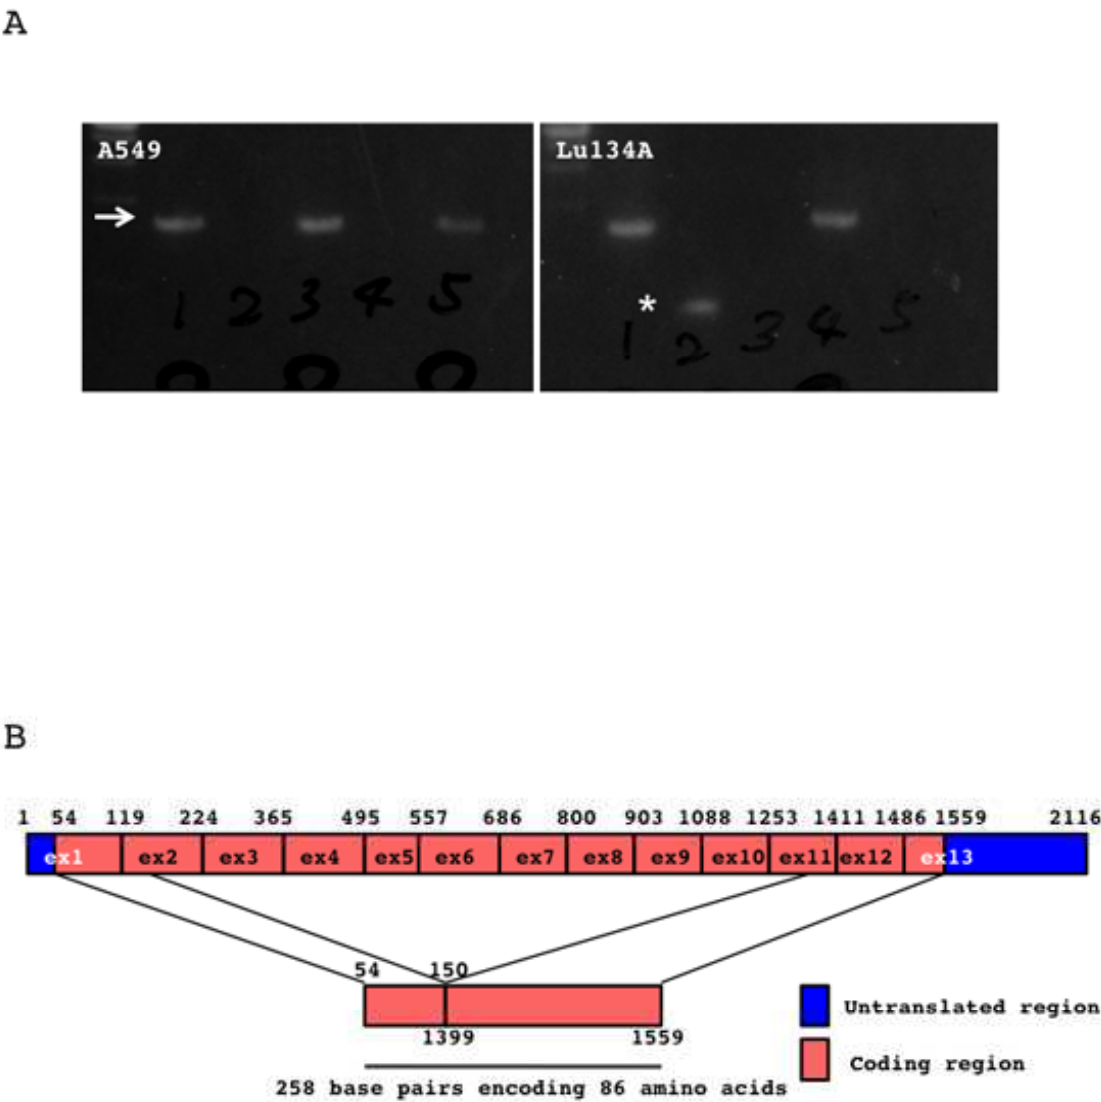 A
A549
Lu134A
→
1 2 3 4 5
*
1 2 3 4 5
B
1 54 119 224 365 495 557 686 800 903 1088 1253 1411 1486 1559 2116
ex1 ex2 ex3 ex4 ex5 ex6 ex7 ex8 ex9 ex10 ex11 ex12 ex13
54 150
1399 1559
258 base pairs encoding 86 amino acids
Untranslated region
Coding region